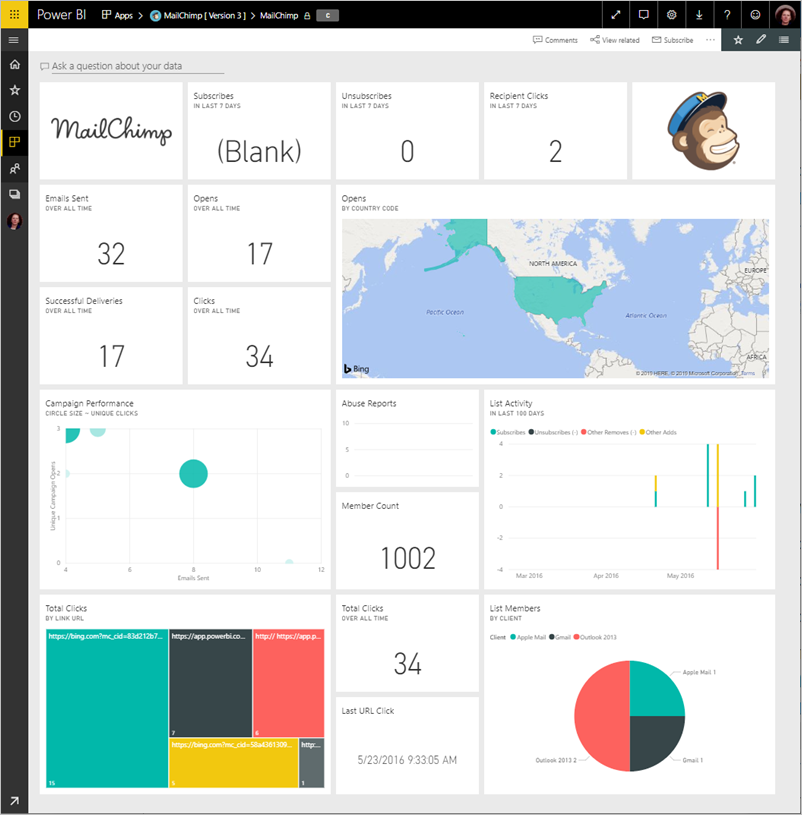 Power BI
Apps
MailChimp [ Version 3 ]
MailChimp
C
Comments
View related
Subscribe
Ask a question about your data
MailChimp
Subscribes
IN LAST 7 DAYS
(Blank)
Unsubscribes
IN LAST 7 DAYS
0
Recipient Clicks
IN LAST 7 DAYS
2
Emails Sent
OVER ALL TIME
32
Opens
OVER ALL TIME
17
Opens
BY COUNTRY CODE
NORTH AMERICA
EUROPE
Pacific Ocean
Atlantic Ocean
AFRICA
Bing
© 2019 HERE, © 2019 Microsoft Corporation Terms
Successful Deliveries
OVER ALL TIME
17
Clicks
OVER ALL TIME
34
Campaign Performance
CIRCLE SIZE = UNIQUE CLICKS
Unique Campaign Opens
3
2
1
0
4
6
8
10
12
Emails Sent
Abuse Reports
10
5
0
List Activity
IN LAST 100 DAYS
Subscribes Unsubscribes (-) Other Removes (-) Other Adds
4
2
0
-2
-4
Mar 2016 Apr 2016 May 2016
Member Count
1002
Total Clicks
BY LINK URL
https://bing.com?mc_cid=83d212b7...
15
https://app.powerbi.co...
7
http:// https://app.p...
6
https://bing.com?mc_cid=58a4361309...
5
http:...
1
Total Clicks
OVER ALL TIME
34
Last URL Click
5/23/2016 9:33:05 AM
List Members
BY CLIENT
Client Apple Mail Gmail Outlook 2013
Apple Mail 1
Outlook 2013 2
Gmail 1